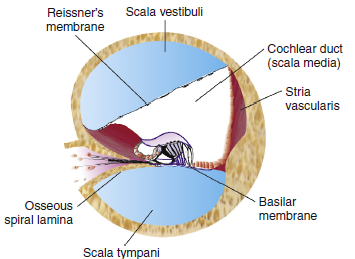 Reissner's
membrane
Scala vestibuli
Cochlear duct
(scala media)
Stria
vascularis
Osseous
spiral lamina
Basilar
membrane
Scala tympani